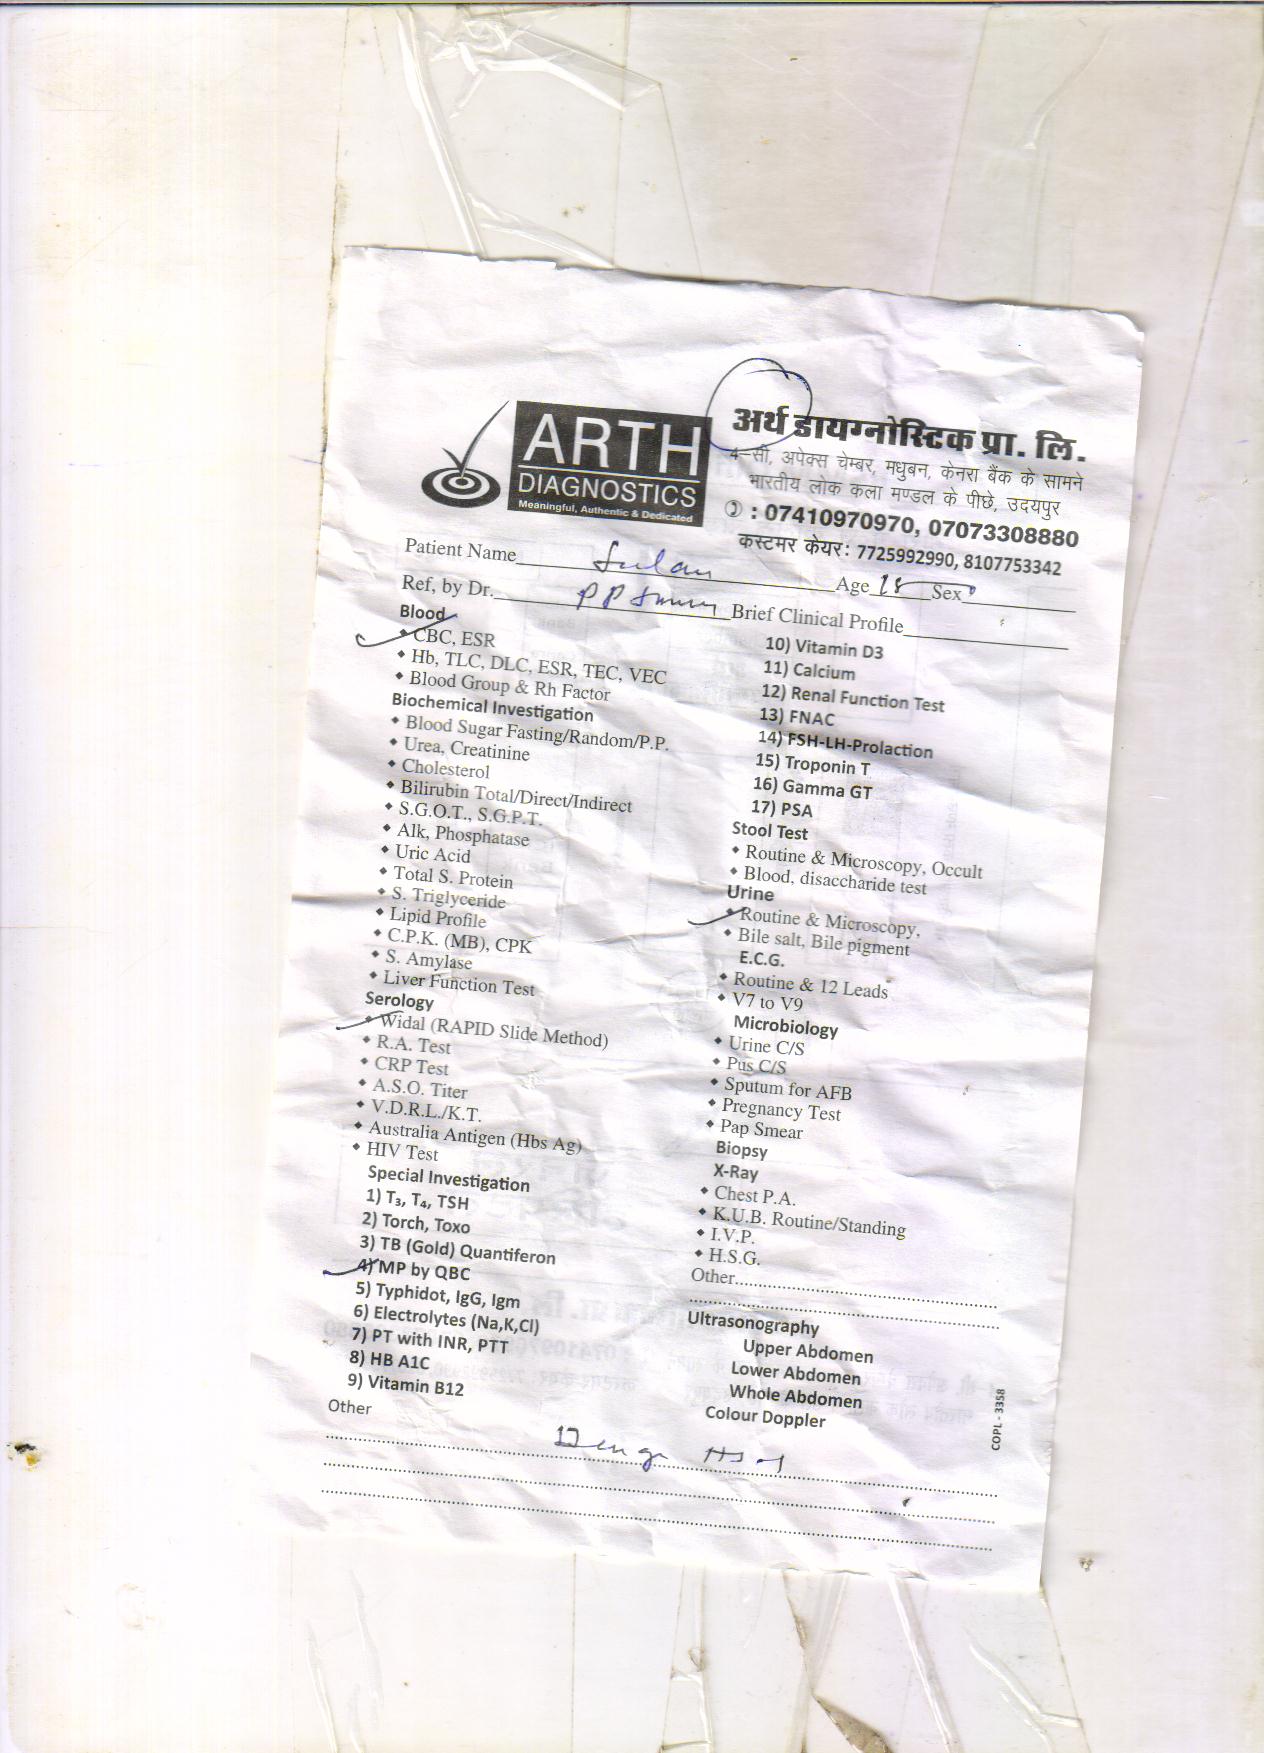 ARTH
DIAGNOSTICS
Meaningful, Authentic & Dedicated
अर्थ डायग्नोस्टिक प्रा. लि.
4-सी, अपेक्स चेम्बर, मधुबन, केनरा बैंक के सामने
भारतीय लोक कला मण्डल के पीछे, उदयपुर
: 07410970970, 07073308880
कस्टमर केयर: 7725992990, 8107753342
Patient Name Age 18 Sex
Ref, by Dr. P P Brief Clinical Profile
Blood
CBC, ESR
Hb, TLC, DLC, ESR, TEC, VEC
Blood Group & Rh Factor
Biochemical Investigation
Blood Sugar Fasting/Random/P.P.
Urea, Creatinine
Cholesterol
Bilirubin Total/Direct/Indirect
S.G.O.T., S.G.P.T.
Alk, Phosphatase
Uric Acid
Total S. Protein
S. Triglyceride
Lipid Profile
C.P.K. (MB), CPK
S. Amylase
Liver Function Test
Serology
Widal (RAPID Slide Method)
R.A. Test
CRP Test
A.S.O. Titer
V.D.R.L./K.T.
Australia Antigen (Hbs Ag)
HIV Test
Special Investigation
1) T₃, T₄, TSH
2) Torch, Toxo
3) TB (Gold) Quantiferon
4) MP by QBC
5) Typhidot, IgG, Igm
6) Electrolytes (Na,K,Cl)
7) PT with INR, PTT
8) HB A1C
9) Vitamin B12
Other
10) Vitamin D3
11) Calcium
12) Renal Function Test
13) FNAC
14) FSH-LH-Prolaction
15) Troponin T
16) Gamma GT
17) PSA
Stool Test
Routine & Microscopy, Occult
Blood, disaccharide test
Urine
Routine & Microscopy,
Bile salt, Bile pigment
E.C.G.
Routine & 12 Leads
V7 to V9
Microbiology
Urine C/S
Pus C/S
Sputum for AFB
Pregnancy Test
Pap Smear
Biopsy
X-Ray
Chest P.A.
K.U.B. Routine/Standing
I.V.P.
H.S.G.
Other
Ultrasonography
Upper Abdomen
Lower Abdomen
Whole Abdomen
Colour Doppler
COPL - 3358